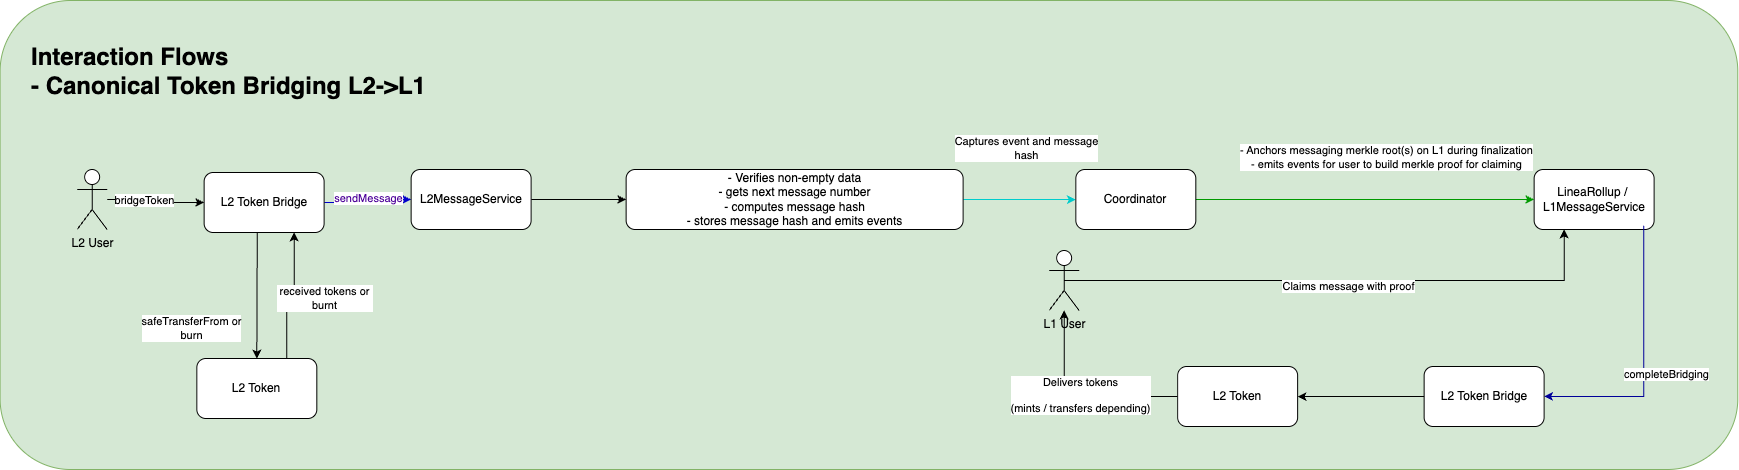 Interaction Flows
- Canonical Token Bridging L2->L1
Captures event and message
hash
- Anchors messaging merkle root(s) on L1 during finalization
- emits events for user to build merkle proof for claiming
L2 User
bridgeToken
L2 Token Bridge
sendMessage
L2MessageService
- Verifies non-empty data
- gets next message number
- computes message hash
- stores message hash and emits events
Coordinator
LineaRollup /
L1MessageService
received tokens or
burnt
safeTransferFrom or
burn
L2 Token
Claims message with proof
L1 User
completeBridging
Delivers tokens
(mints / transfers depending)
L2 Token
L2 Token Bridge